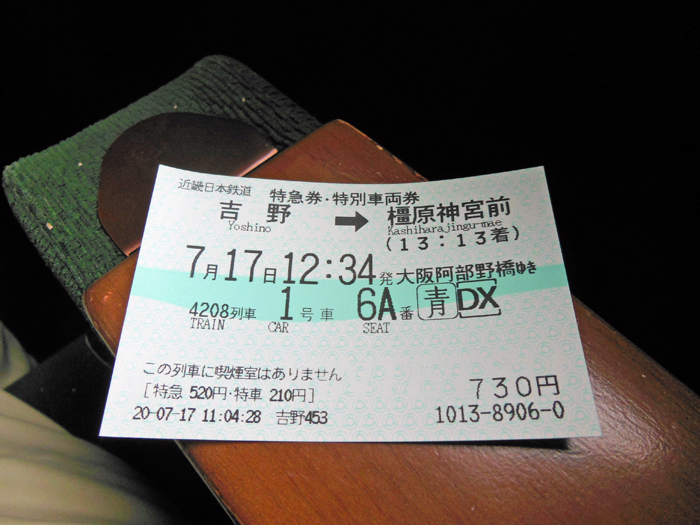 近畿日本鉄道 特急券・特別車両券
吉野 ➡ 橿原神宮前
Yoshino Kashiharajingu-mae
(13:13着)
7月17日 12:34発 大阪阿部野橋ゆき
4208列車 1号車 6A番 青 DX
TRAIN CAR SEAT
この列車に喫煙室はありません
[特急 520円・特車 210円] 730円
20-07-17 11:04:28 吉野453 1013-8906-0